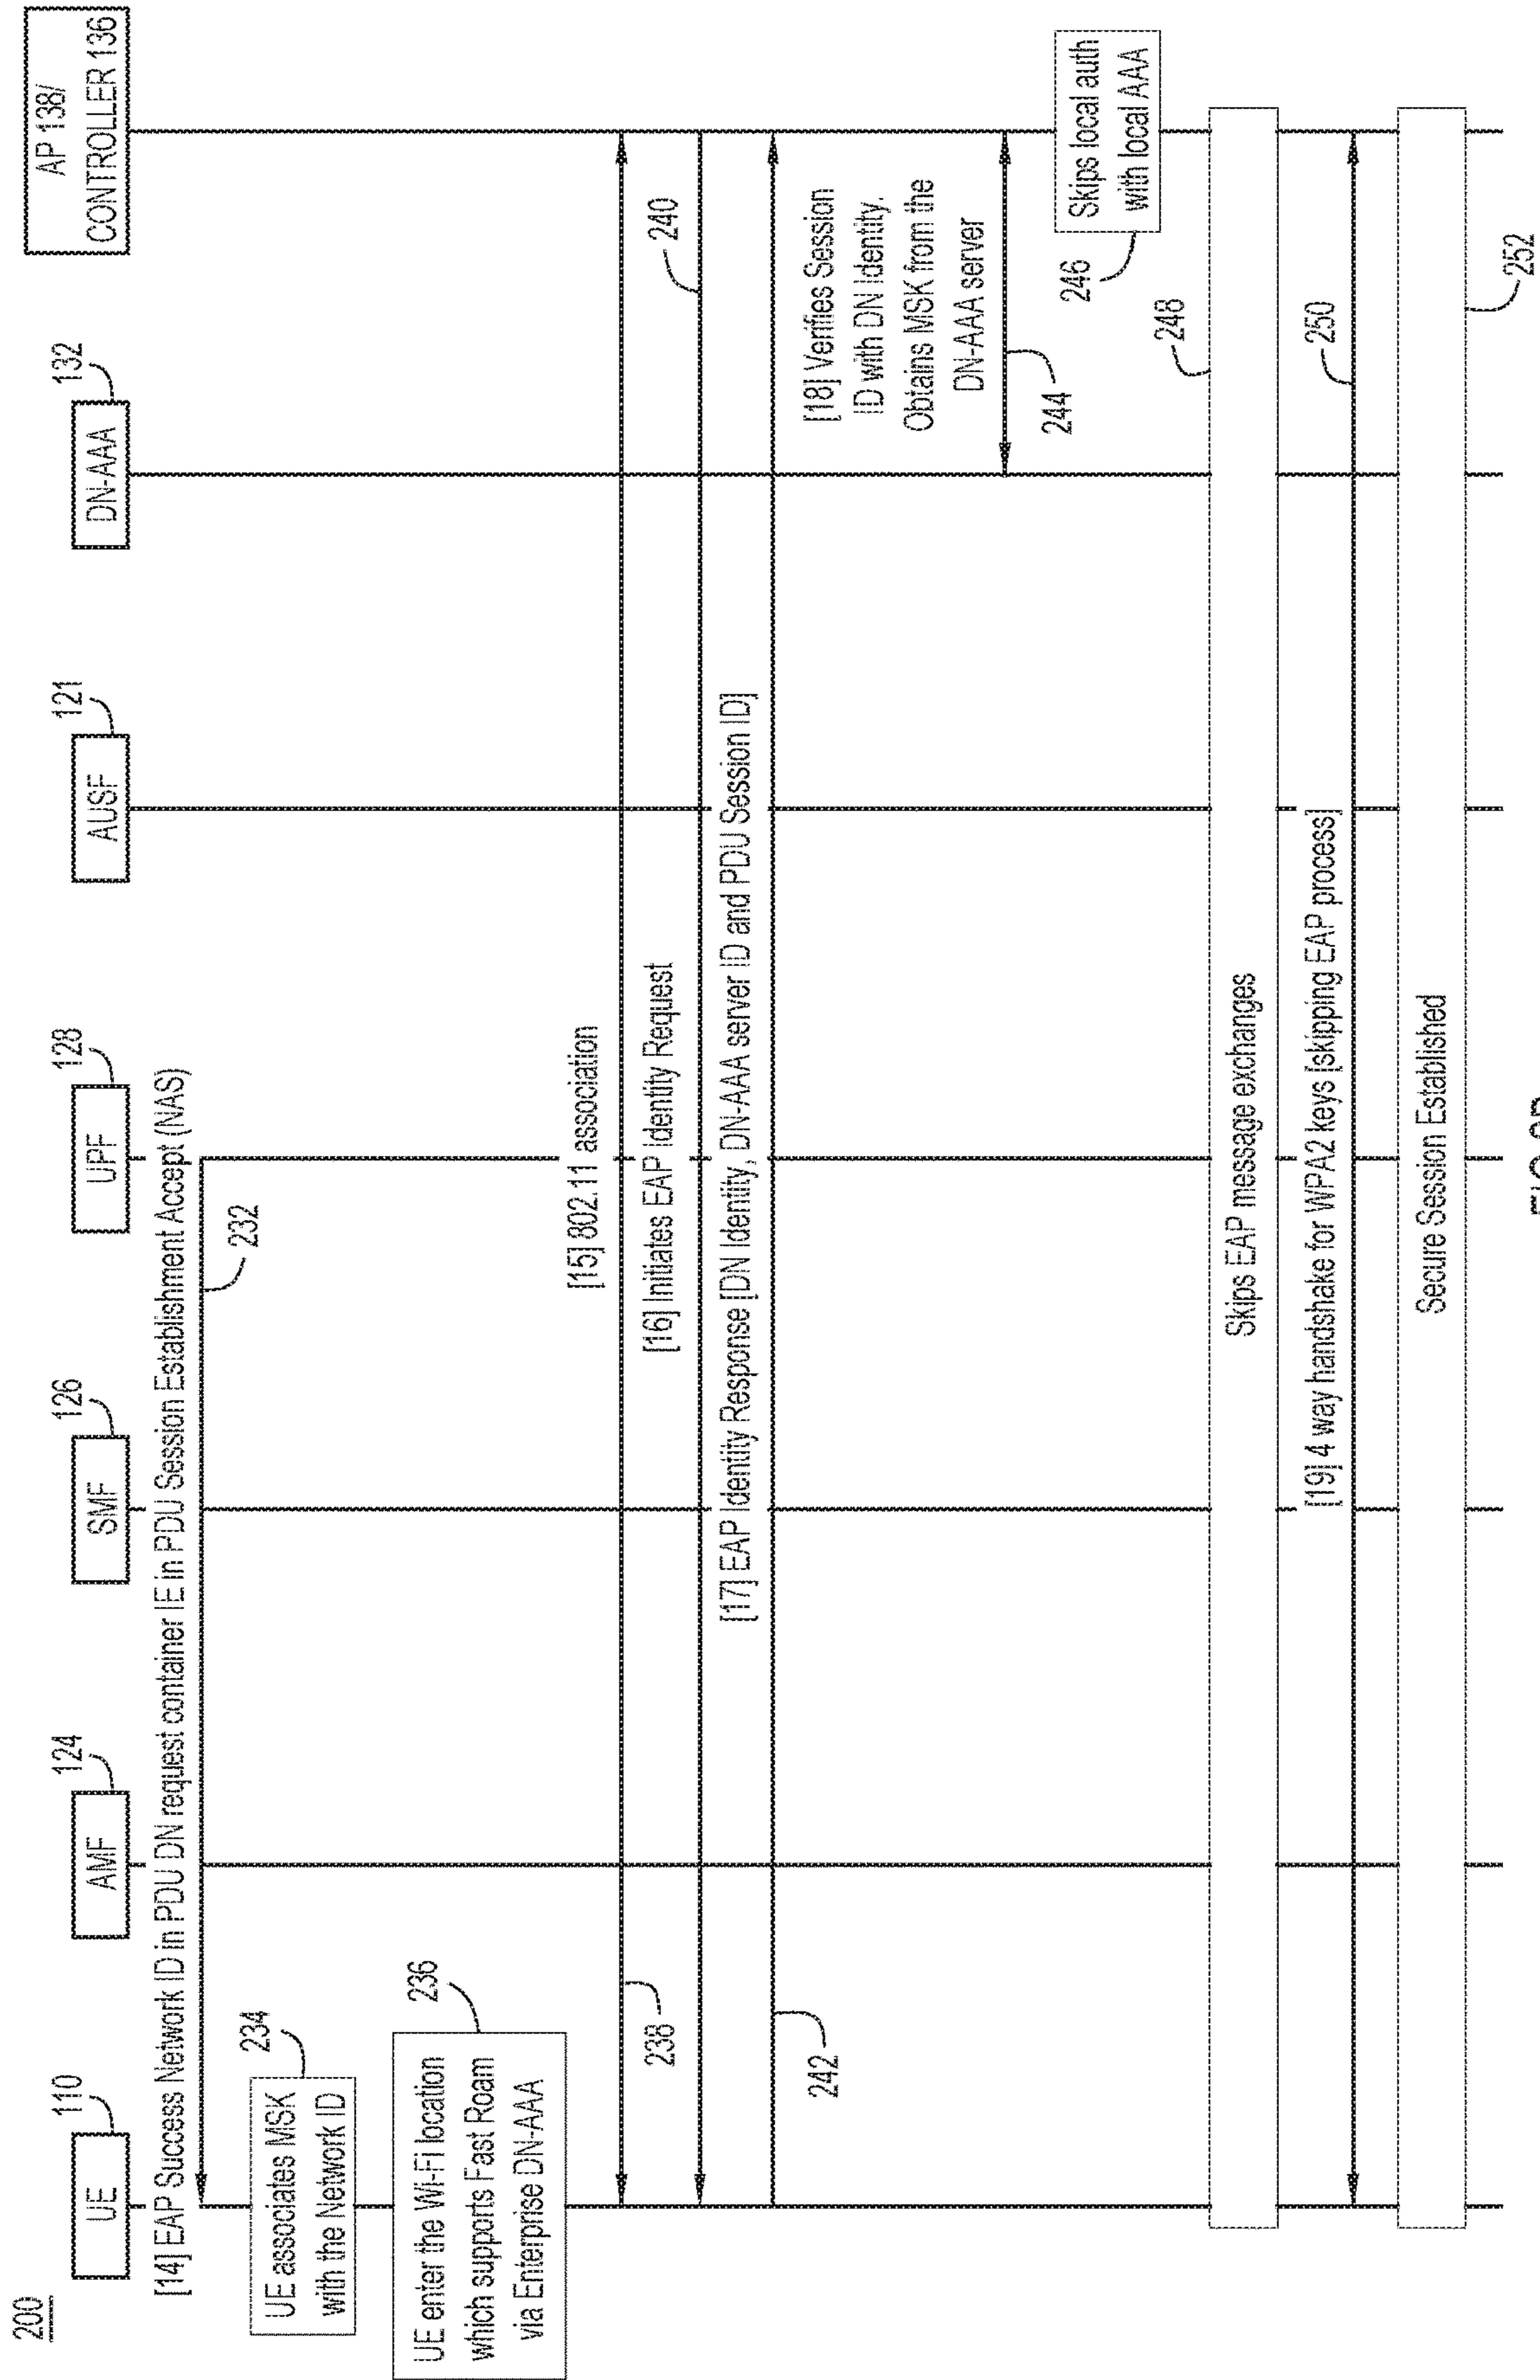 200
UE
110
AMF
124
SMF
126
UPF
128
AUSF
121
DN-AAA
132
AP 138/
CONTROLLER 136
[14] EAP Success Network ID in PDU DN request container IE in PDU Session Establishment Accept (NAS)
232
UE associates MSK
with the Network ID
234
UE enter the Wi-Fi location
which supports Fast Roam
via Enterprise DN-AAA
236
[15] 802.11 association
238
[16] Initiates EAP Identity Request
240
[17] EAP Identity Response [DN Identity, DN-AAA server ID and PDU Session ID]
242
[18] Verifies Session
ID with DN Identity.
Obtains MSK from the
DN-AAA server
244
Skips local auth
with local AAA
246
Skips EAP message exchanges
248
[19] 4 way handshake for WPA2 keys [skipping EAP process]
250
Secure Session Established
252